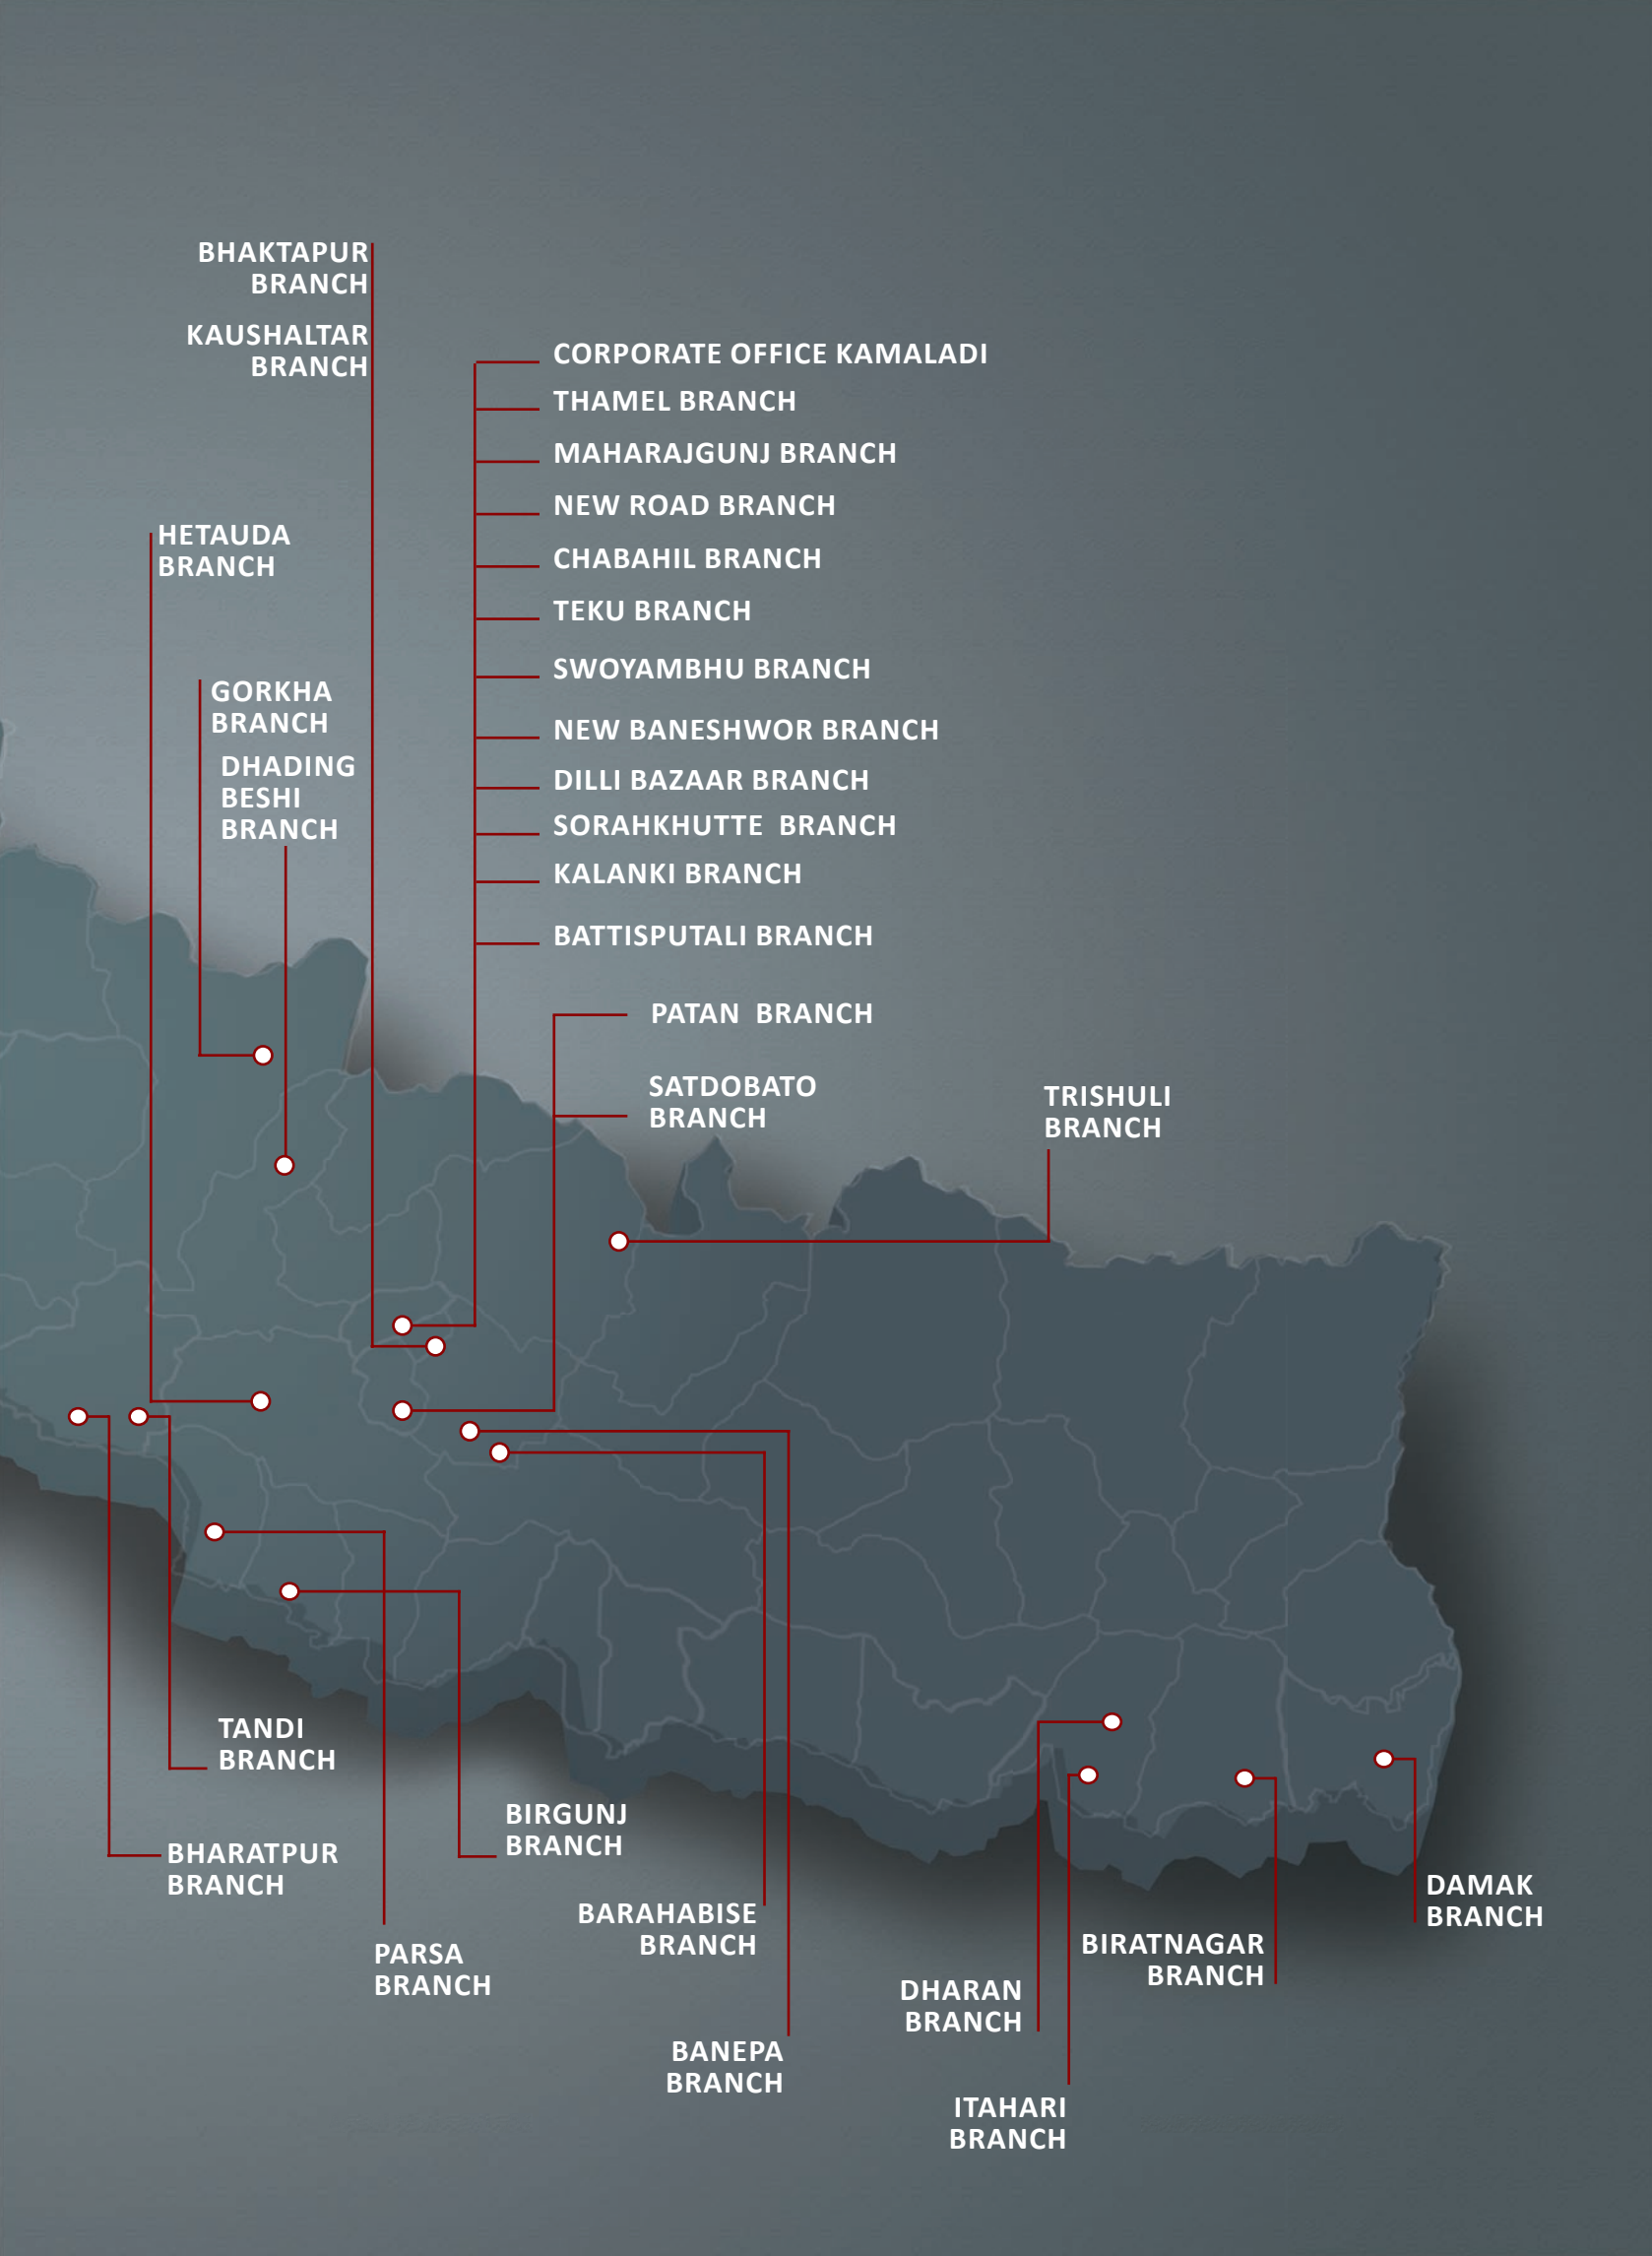 BHAKTAPUR
BRANCH
KAUSHALTAR
BRANCH
CORPORATE OFFICE KAMALADI
THAMEL BRANCH
MAHARAJGUNJ BRANCH
NEW ROAD BRANCH
CHABAHIL BRANCH
TEKU BRANCH
SWOYAMBHU BRANCH
NEW BANESHWOR BRANCH
DILLI BAZAAR BRANCH
SORAHKHUTTE BRANCH
KALANKI BRANCH
BATTISPUTALI BRANCH
HETAUDA
BRANCH
GORKHA
BRANCH
DHADING
BESHI
BRANCH
PATAN BRANCH
SATDOBATO
BRANCH
TRISHULI
BRANCH
TANDI
BRANCH
BHARATPUR
BRANCH
PARSA
BRANCH
BIRGUNJ
BRANCH
BARAHABISE
BRANCH
BANEPA
BRANCH
DHARAN
BRANCH
ITAHARI
BRANCH
BIRATNAGAR
BRANCH
DAMAK
BRANCH